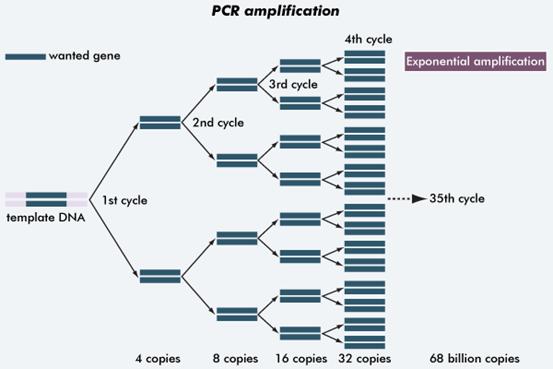 PCR amplification
wanted gene
4th cycle
Exponential amplification
3rd cycle
2nd cycle
1st cycle
35th cycle
template DNA
4 copies
8 copies
16 copies
32 copies
68 billion copies